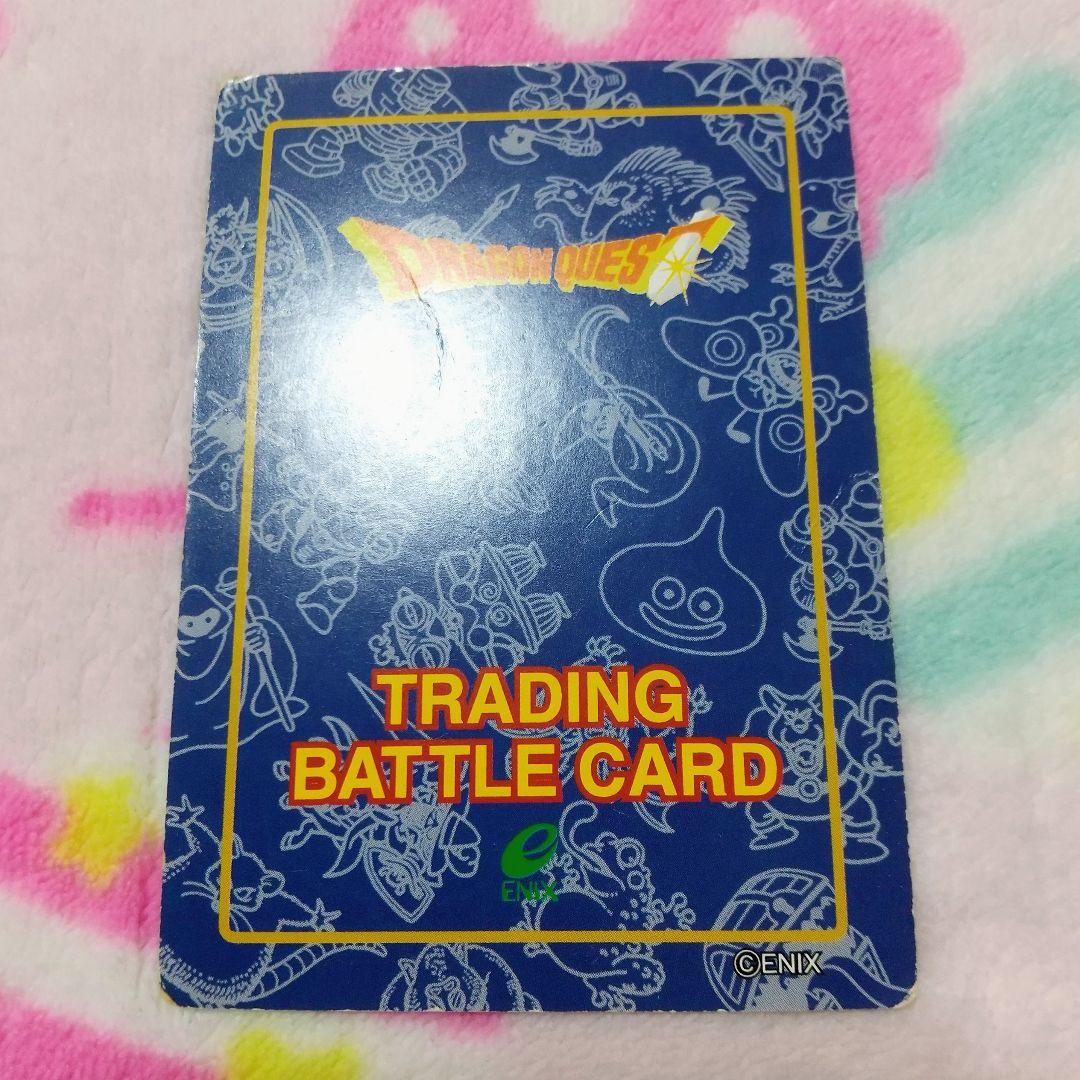 DRAGON QUEST
TRADING
BATTLE CARD
ENIX
©ENIX